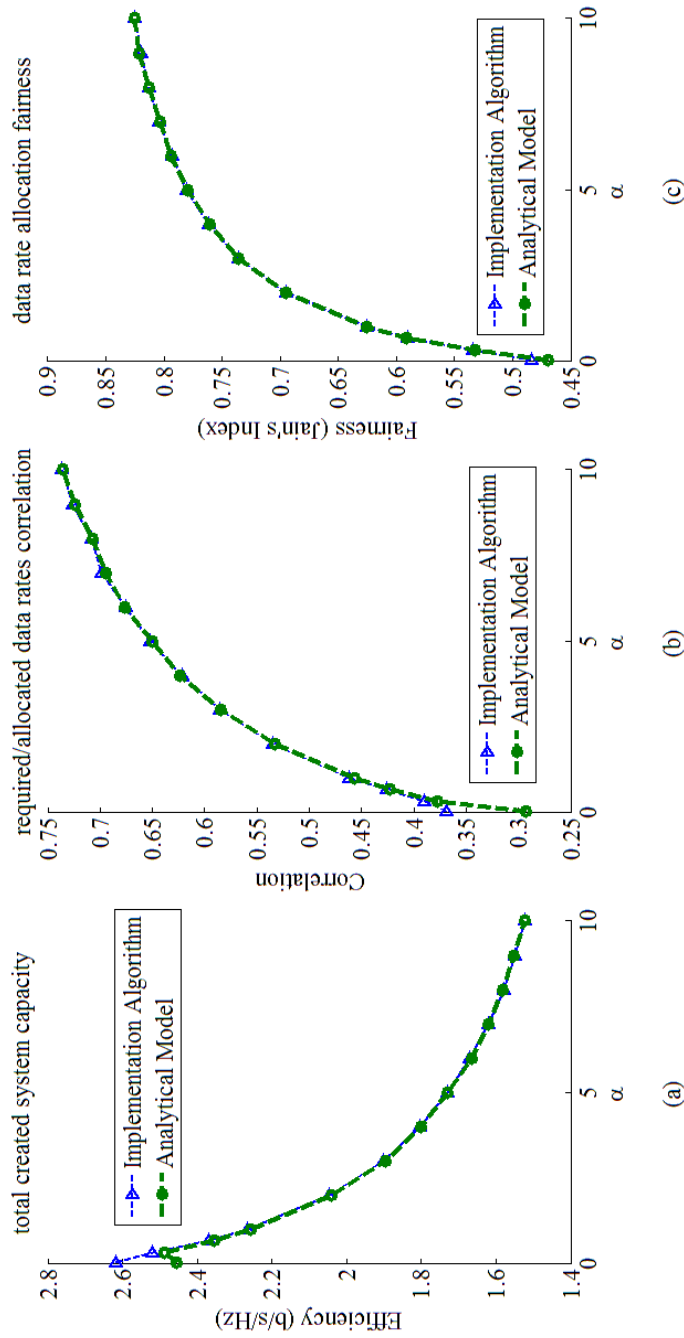 total created system capacity
Efficiency (b/s/Hz)
2.8
2.6
2.4
2.2
2
1.8
1.6
1.4
0
5
10
α
Implementation Algorithm
Analytical Model
(a)
required/allocated data rates correlation
Correlation
0.75
0.7
0.65
0.6
0.55
0.5
0.45
0.4
0.35
0.3
0.25
0
5
10
α
Implementation Algorithm
Analytical Model
(b)
data rate allocation fairness
Fairness (Jain's Index)
0.9
0.85
0.8
0.75
0.7
0.65
0.6
0.55
0.5
0.45
0
5
10
α
Implementation Algorithm
Analytical Model
(c)